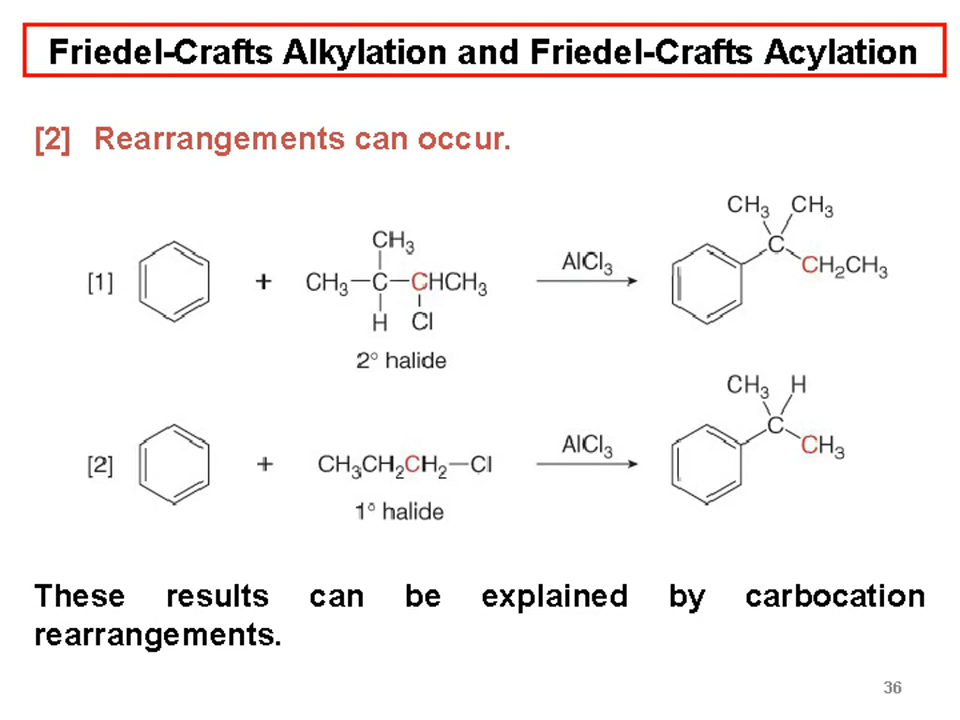 Friedel-Crafts Alkylation and Friedel-Crafts Acylation
[2] Rearrangements can occur.
CH₃ CH₃
C
CH₂CH₃
CH₃
[1] + CH₃—C—CHCH₃ AlCl₃
H Cl
2° halide
CH₃ H
C
CH₃
[2] + CH₃CH₂CH₂—Cl AlCl₃
1° halide
These results can be explained by carbocation
rearrangements.
36